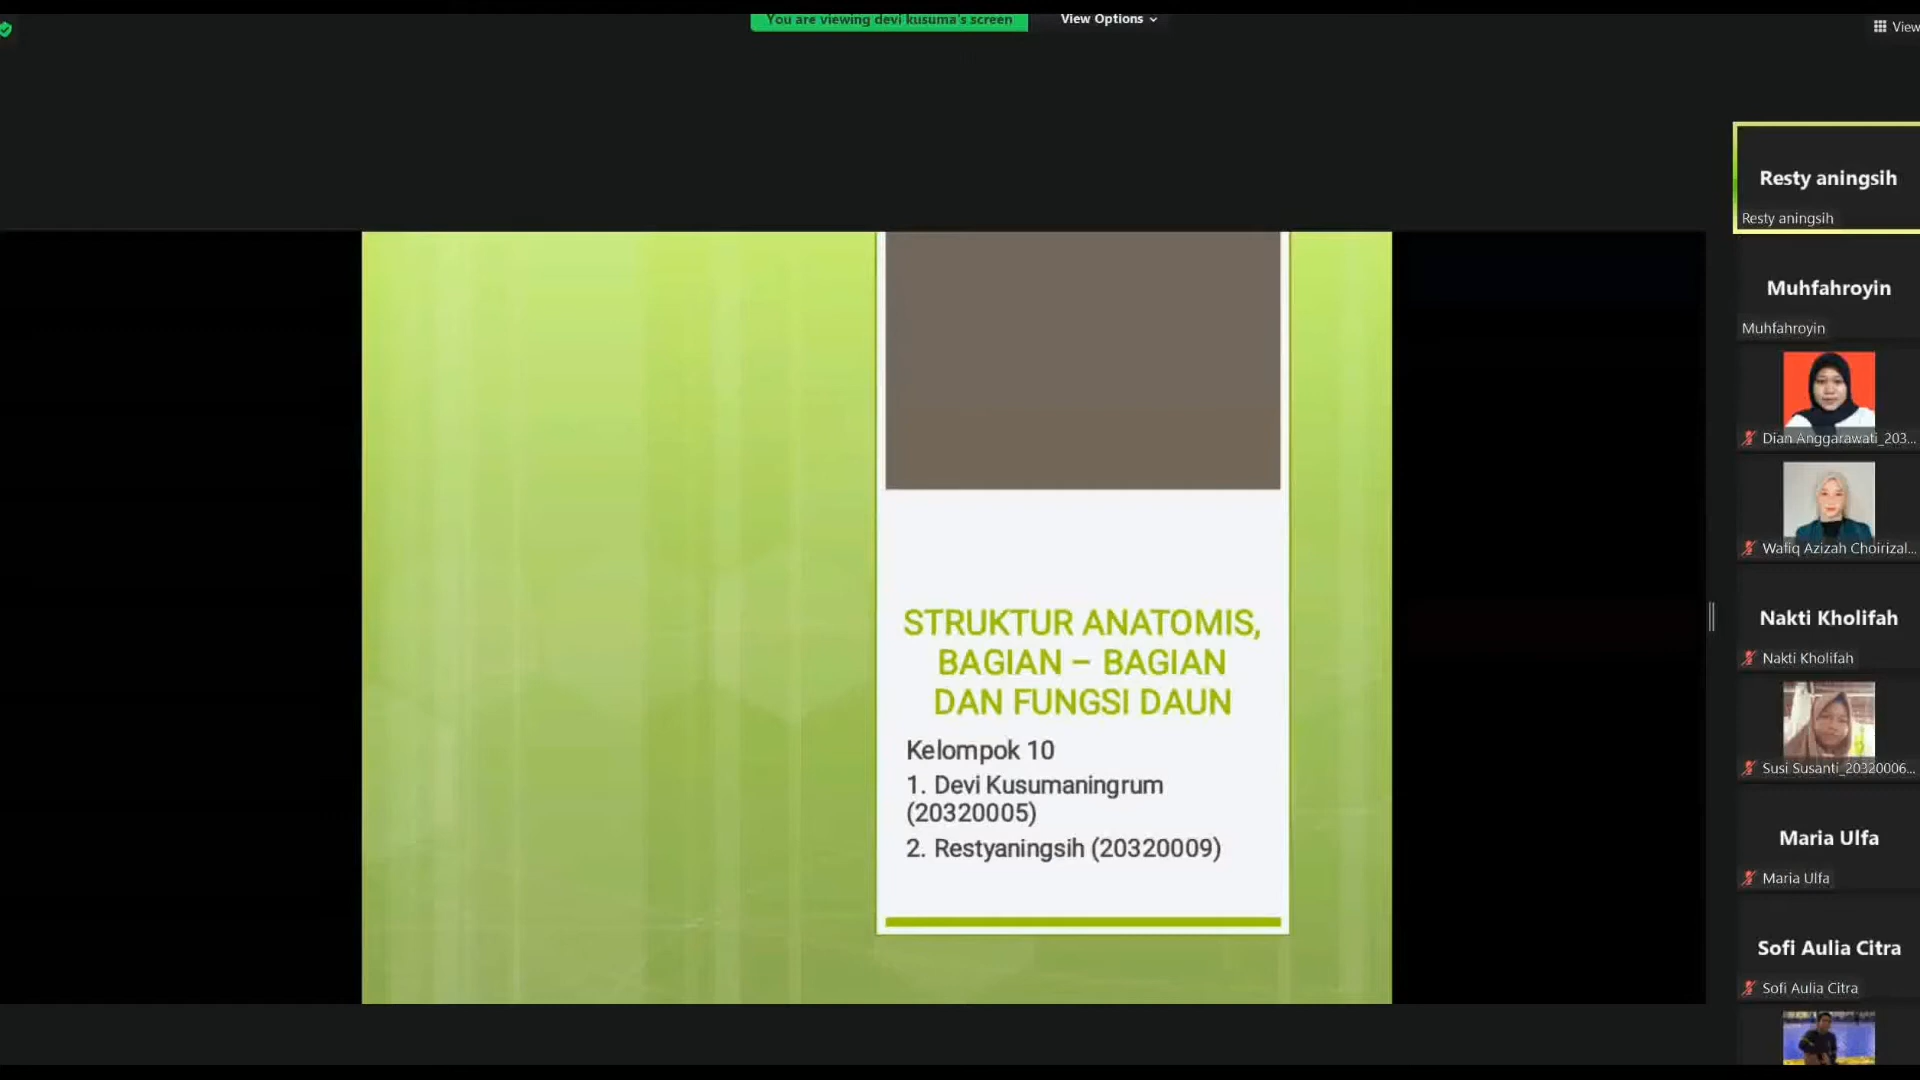 You are viewing devi kusuma's screen
View Options
View
Resty aningsih
Resty aningsih
Muhfahroyin
Muhfahroyin
Dian Anggarawati_203...
Wafiq Azizah Choirizal...
Nakti Kholifah
Nakti Kholifah
Susi Susanti_20320006...
Maria Ulfa
Maria Ulfa
Sofi Aulia Citra
Sofi Aulia Citra
STRUKTUR ANATOMIS,
BAGIAN – BAGIAN
DAN FUNGSI DAUN
Kelompok 10
1. Devi Kusumaningrum
(20320005)
2. Restyaningsih (20320009)